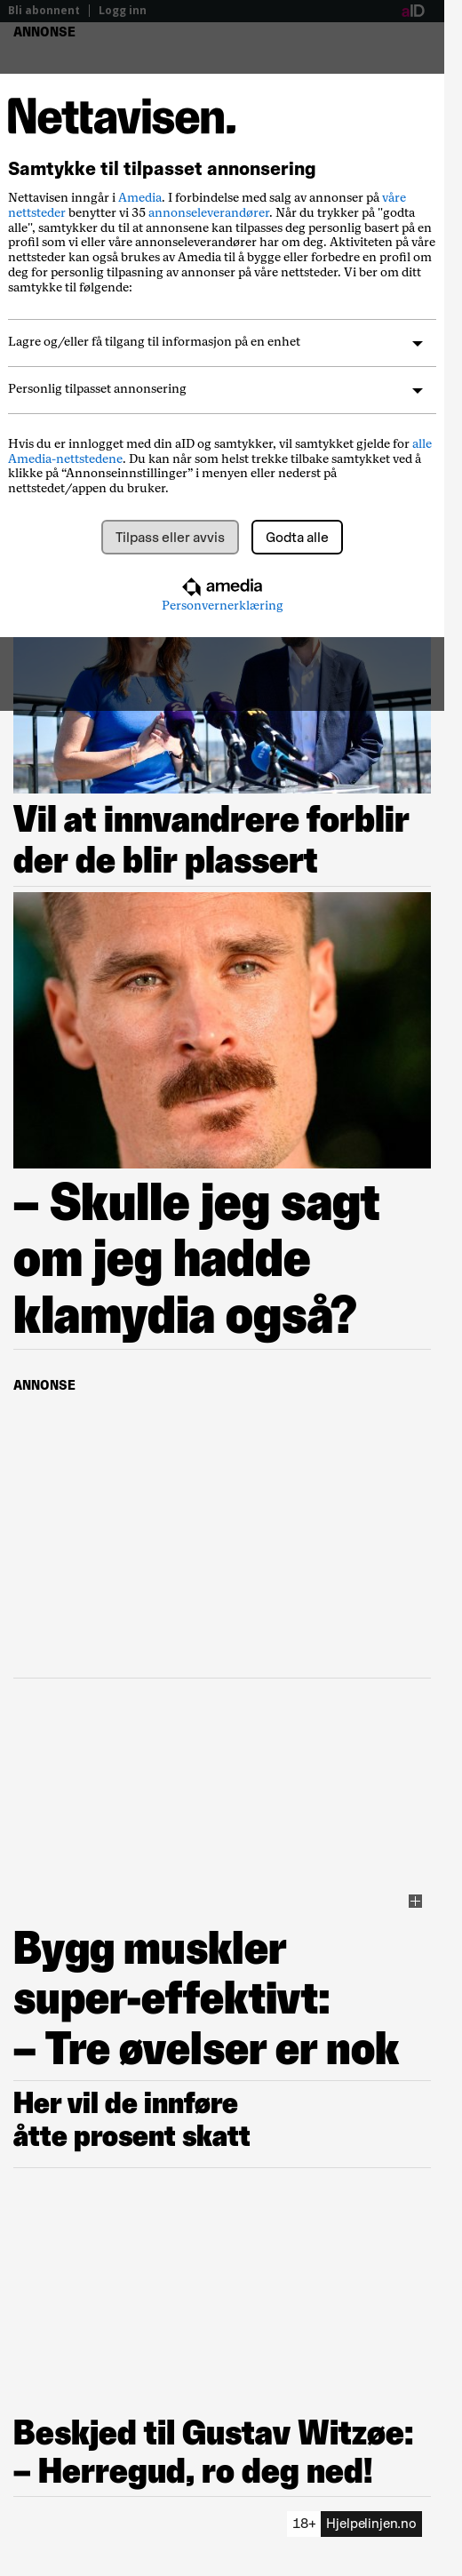 Bli abonnent | Logg inn
aID
ANNONSE
Nettavisen.
Samtykke til tilpasset annonsering
Nettavisen inngår i Amedia. I forbindelse med salg av annonser på våre
nettsteder benytter vi 35 annonseleverandører. Når du trykker på "godta
alle", samtykker du til at annonsene kan tilpasses deg personlig basert på en
profil som vi eller våre annonseleverandører har om deg. Aktiviteten på våre
nettsteder kan også brukes av Amedia til å bygge eller forbedre en profil om
deg for personlig tilpasning av annonser på våre nettsteder. Vi ber om ditt
samtykke til følgende:
Lagre og/eller få tilgang til informasjon på en enhet
Personlig tilpasset annonsering
Hvis du er innlogget med din aID og samtykker, vil samtykket gjelde for alle
Amedia-nettstedene. Du kan når som helst trekke tilbake samtykket ved å
klikke på “Annonseinnstillinger” i menyen eller nederst på
nettstedet/appen du bruker.
Tilpass eller avvis
Godta alle
amedia
Personvernerklæring
Vil at innvandrere forblir
der de blir plassert
– Skulle jeg sagt
om jeg hadde
klamydia også?
ANNONSE
Bygg muskler
super-effektivt:
– Tre øvelser er nok
Her vil de innføre
åtte prosent skatt
Beskjed til Gustav Witzøe:
– Herregud, ro deg ned!
18+ Hjelpelinjen.no